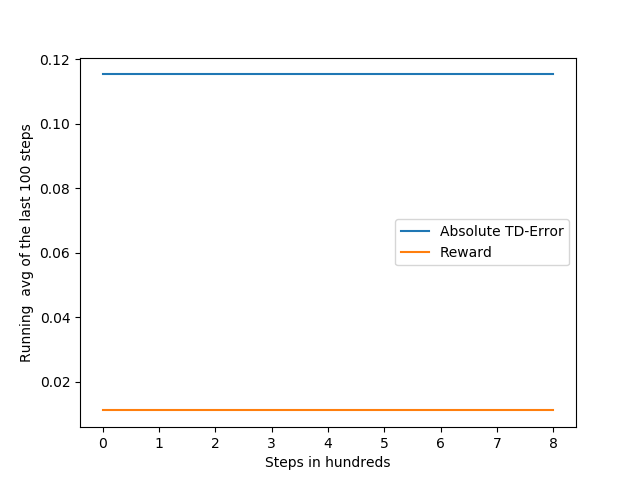 0.12
0.10
0.08
0.06
0.04
0.02
Running  avg of the last 100 steps
Absolute TD-Error
Reward
0 1 2 3 4 5 6 7 8
Steps in hundreds